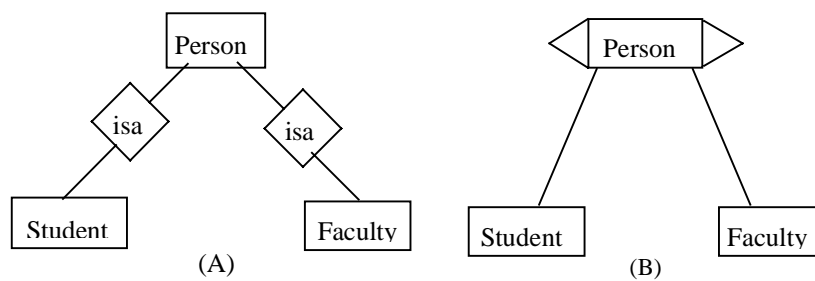 Person
isa
isa
Student
Faculty
(A)
Person
Student
Faculty
(B)